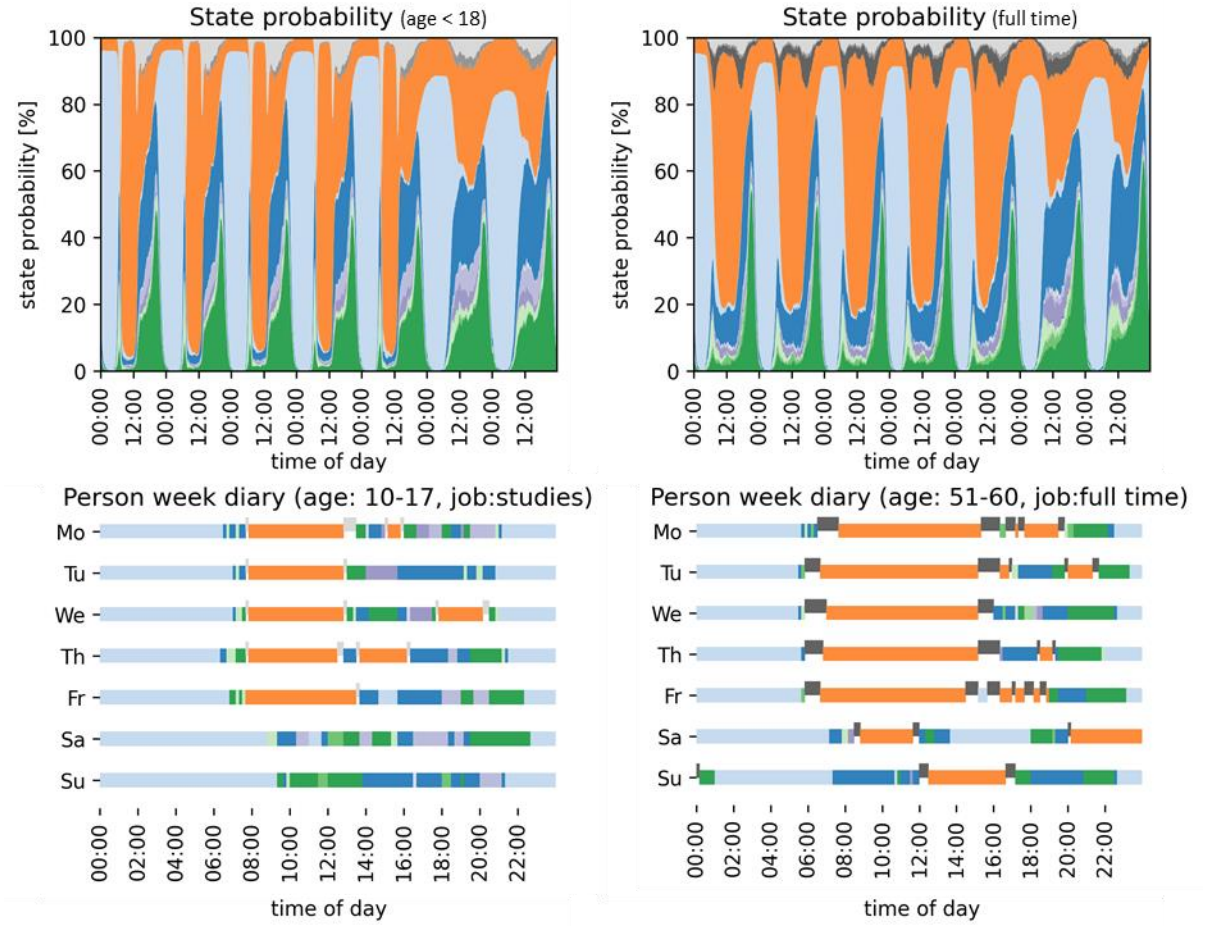 State probability (age < 18)
100
80
60
40
20
0
state probability [%]
00:00 12:00 00:00 12:00 00:00 12:00 00:00 12:00 00:00 12:00 00:00 12:00 00:00 12:00
time of day
State probability (full time)
100
80
60
40
20
0
state probability [%]
00:00 12:00 00:00 12:00 00:00 12:00 00:00 12:00 00:00 12:00 00:00 12:00 00:00 12:00
time of day
Person week diary (age: 10-17, job:studies)
Mo
Tu
We
Th
Fr
Sa
Su
00:00 02:00 04:00 06:00 08:00 10:00 12:00 14:00 16:00 18:00 20:00 22:00
time of day
Person week diary (age: 51-60, job:full time)
Mo
Tu
We
Th
Fr
Sa
Su
00:00 02:00 04:00 06:00 08:00 10:00 12:00 14:00 16:00 18:00 20:00 22:00
time of day